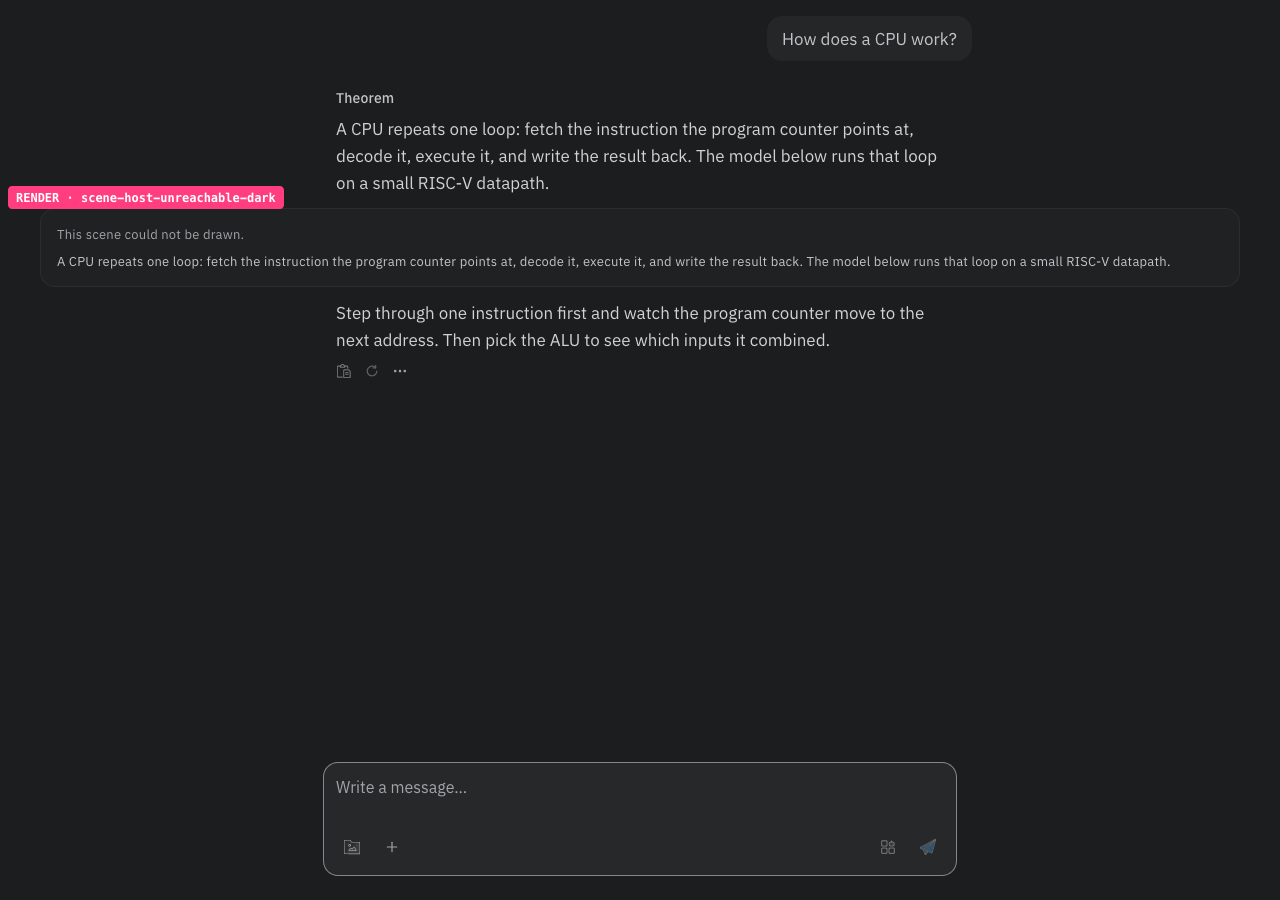 How does a CPU work?
Theorem
A CPU repeats one loop: fetch the instruction the program counter points at,
decode it, execute it, and write the result back. The model below runs that loop
on a small RISC-V datapath.
RENDER · scene-host-unreachable-dark
This scene could not be drawn.
A CPU repeats one loop: fetch the instruction the program counter points at, decode it, execute it, and write the result back. The model below runs that loop on a small RISC-V datapath.
Step through one instruction first and watch the program counter move to the
next address. Then pick the ALU to see which inputs it combined.
Write a message...